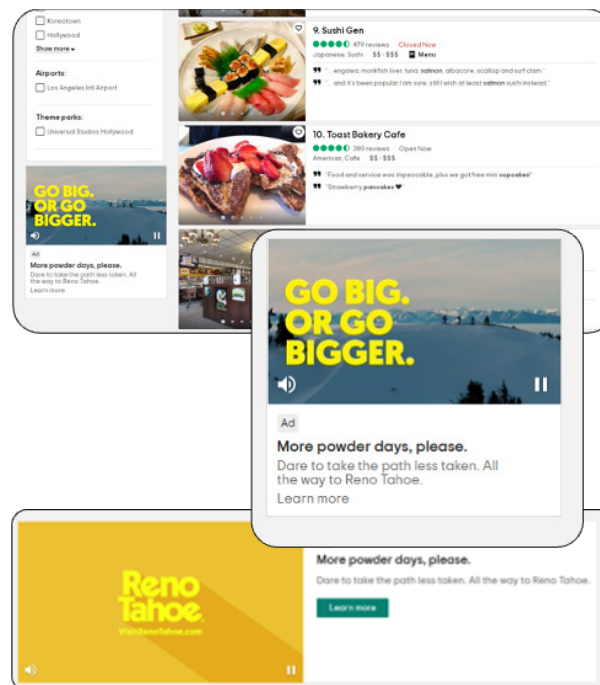 Koreatown
Hollywood
Show more
Airports:
Los Angeles Intl Airport
Theme parks:
Universal Studios Hollywood
GO BIG.
OR GO
BIGGER.
Ad
More powder days, please.
Dare to take the path less taken. All
the way to Reno Tahoe.
Learn more
9. Sushi Gen
479 reviews · Closed Now
Japanese, Sushi · $$ - $$$ · Menu
"... engawa, monkfish liver, tuna, salmon, albacore, scallop and surf clam."
"... and it's been popular I am sure, still I wish at least salmon sushi instead."
10. Toast Bakery Cafe
389 reviews · Open Now
American, Cafe · $$ - $$$
"Food and service was impeccable, plus we got free mini cupcakes!"
"Strawberry pancakes ❤"
GO BIG.
OR GO
BIGGER.
Ad
More powder days, please.
Dare to take the path less taken. All
the way to Reno Tahoe.
Learn more
Reno
Tahoe
VisitRenoTahoe.com
More powder days, please.
Dare to take the path less taken. All the way to Reno Tahoe.
Learn more